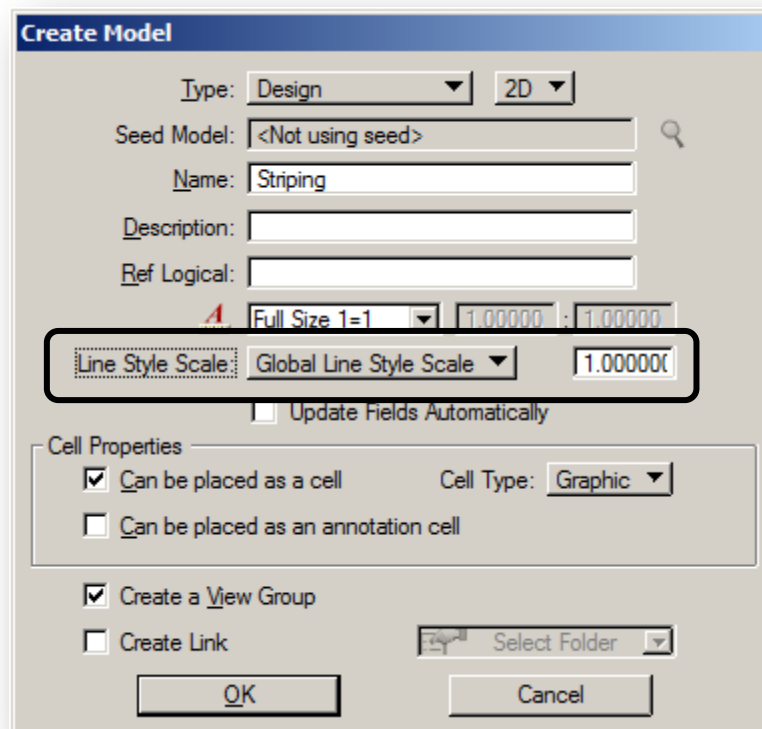 Create Model
Type: Design 2D
Seed Model: <Not using seed>
Name: Striping
Description:
Ref Logical:
A Full Size 1=1 1.00000 : 1.00000
Line Style Scale: Global Line Style Scale 1.000000
Update Fields Automatically
Cell Properties
Can be placed as a cell Cell Type: Graphic
Can be placed as an annotation cell
Create a View Group
Create Link Select Folder
OK Cancel